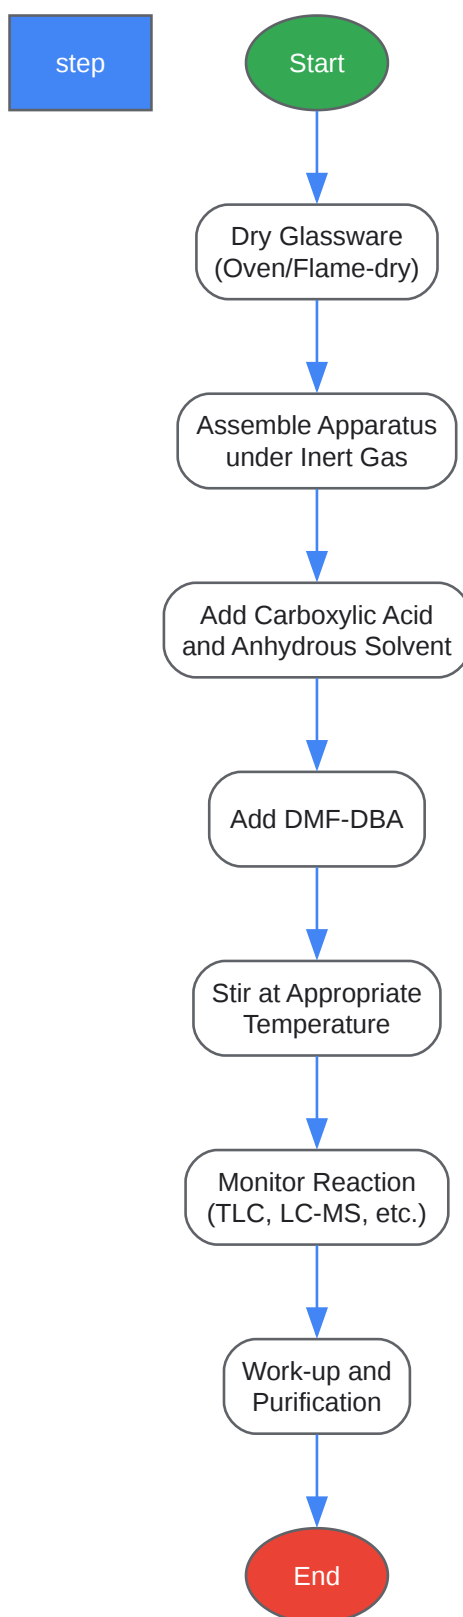 step
Start
Dry Glassware
(Oven/Flame-dry)
Assemble Apparatus
under Inert Gas
Add Carboxylic Acid
and Anhydrous Solvent
Add DMF-DBA
Stir at Appropriate
Temperature
Monitor Reaction
(TLC, LC-MS, etc.)
Work-up and
Purification
End